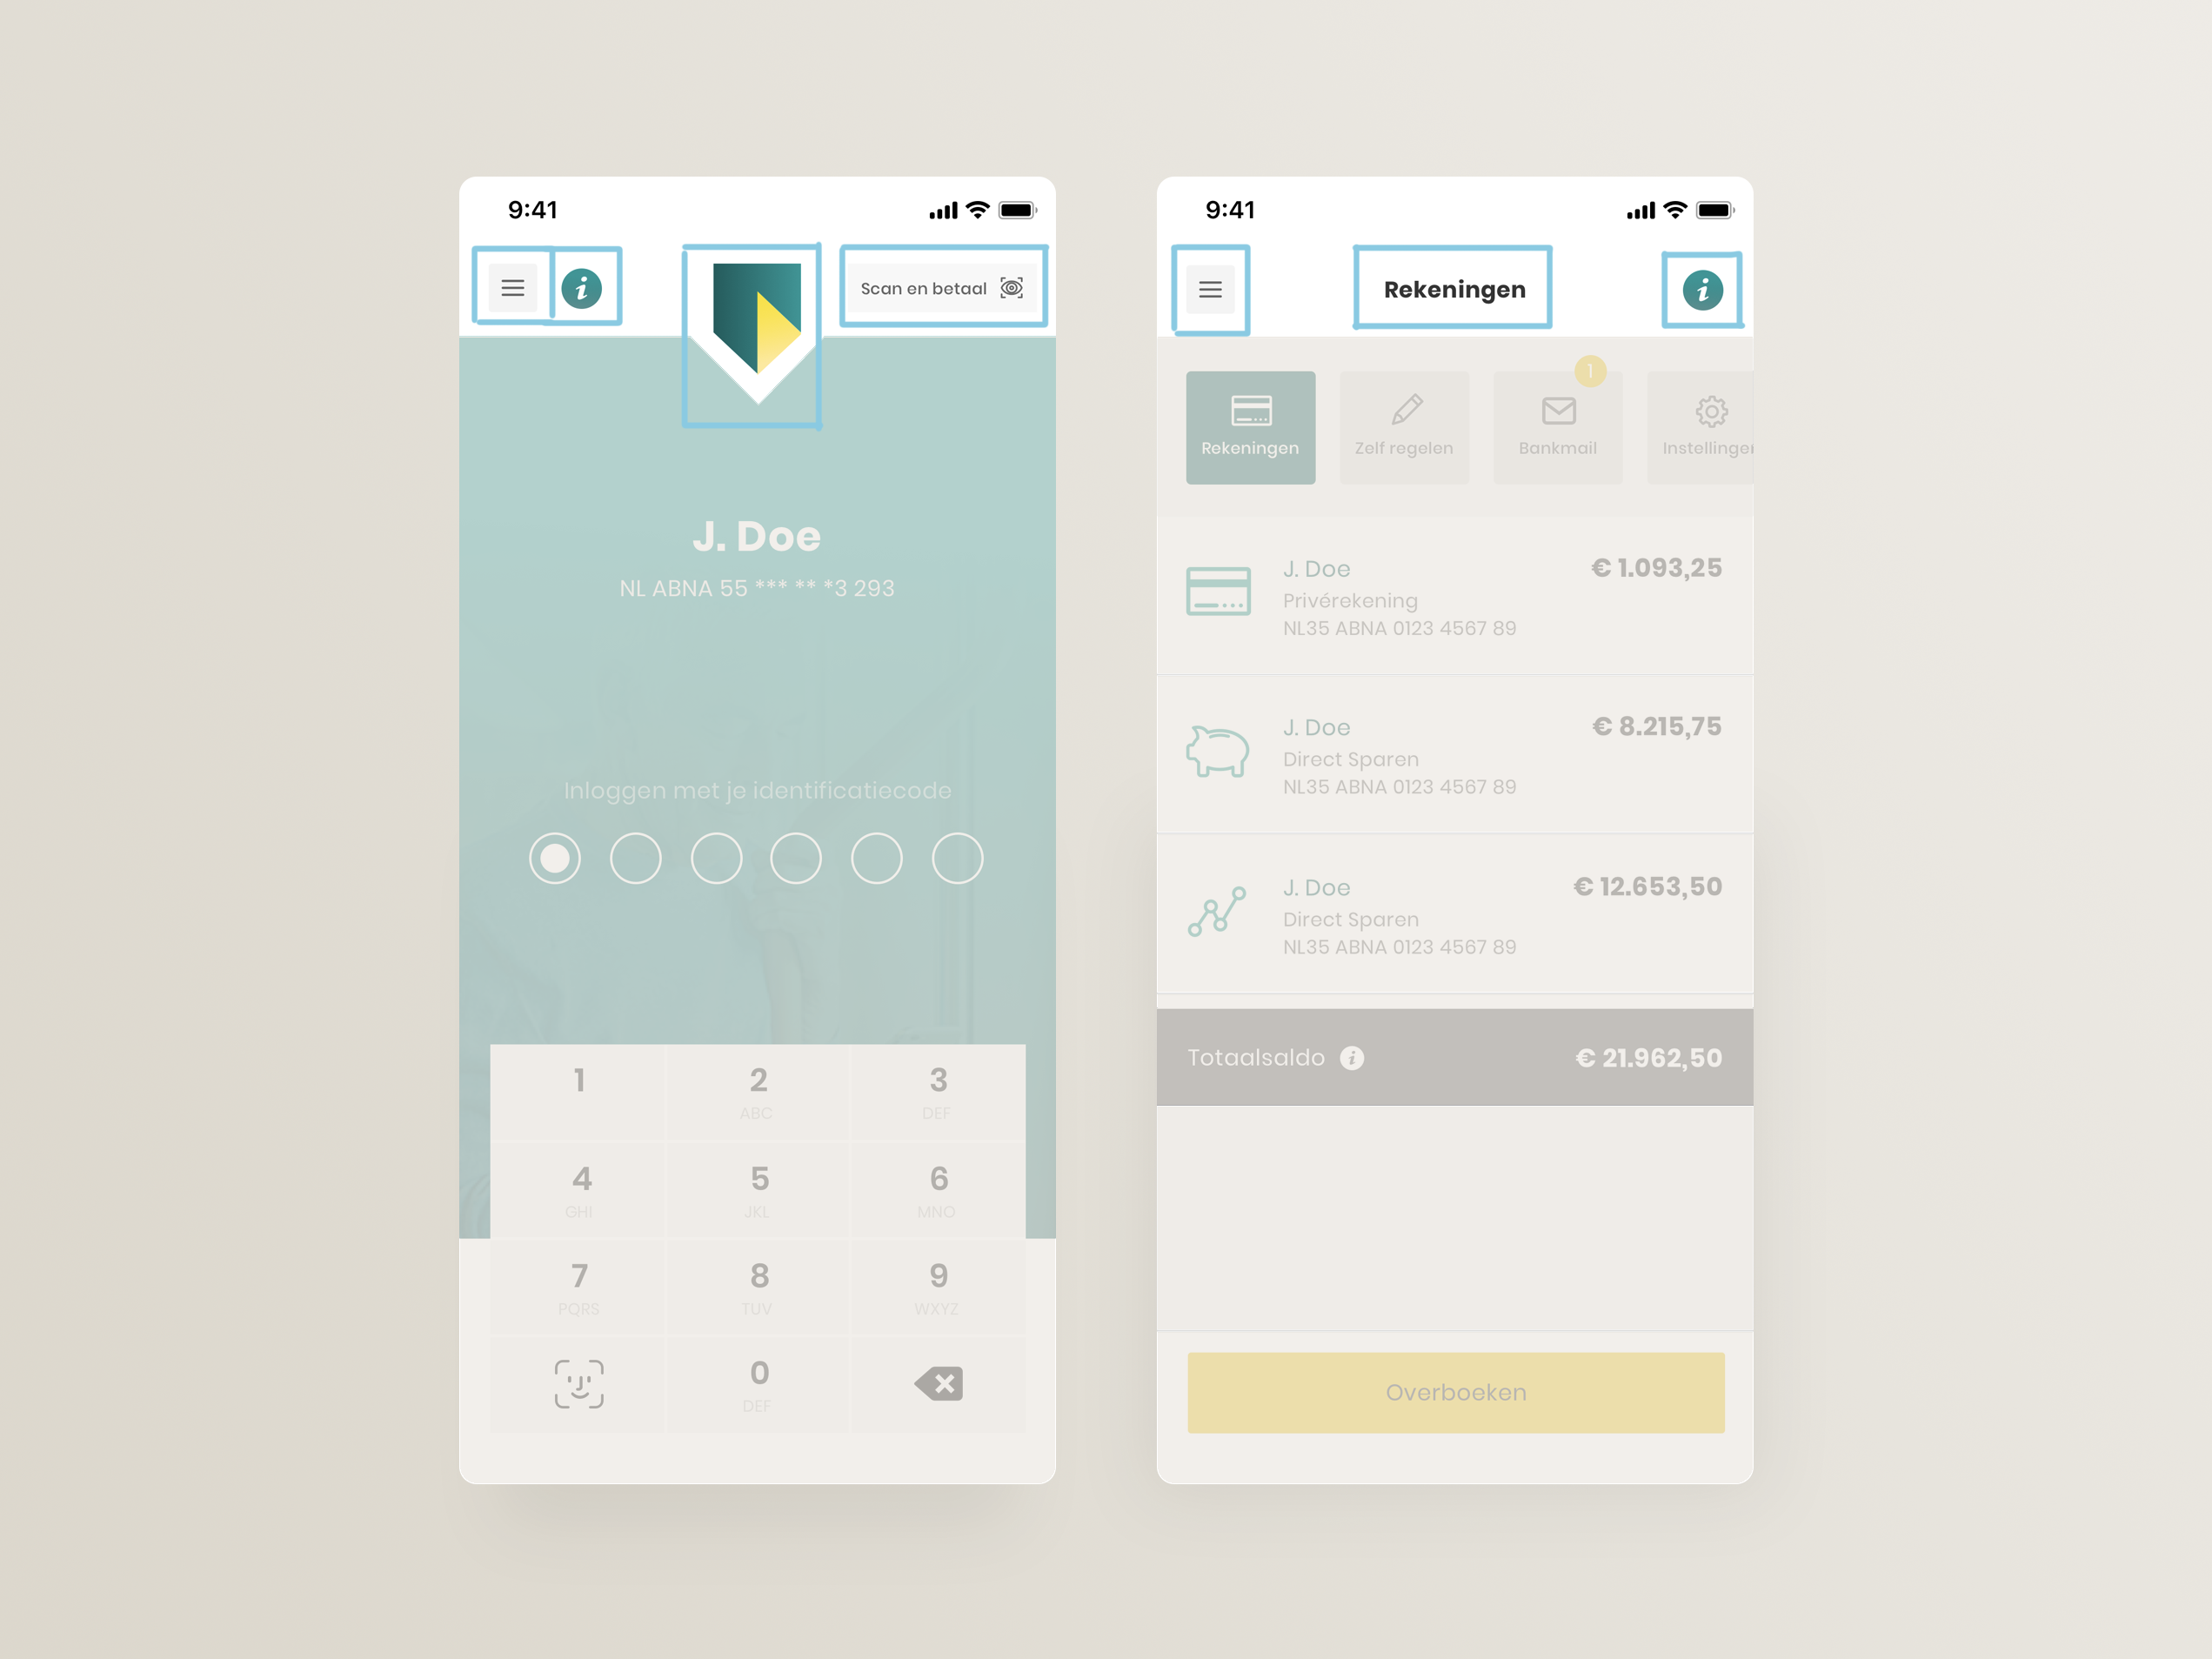 9:41
Scan en betaal
J. Doe
NL ABNA 55 *** ** *3 293
Inloggen met je identificatiecode
1
2
3
ABC
DEF
4
5
6
GHI
JKL
MNO
7
8
9
PQRS
TUV
WXYZ
0
DEF
9:41
Rekeningen
1
Rekeningen
Zelf regelen
Bankmail
Instellingen
J. Doe
€ 1.093,25
Privérekening
NL35 ABNA 0123 4567 89
J. Doe
€ 8.215,75
Direct Sparen
NL35 ABNA 0123 4567 89
J. Doe
€ 12.653,50
Direct Sparen
NL35 ABNA 0123 4567 89
Totaalsaldo
€ 21.962,50
Overboeken